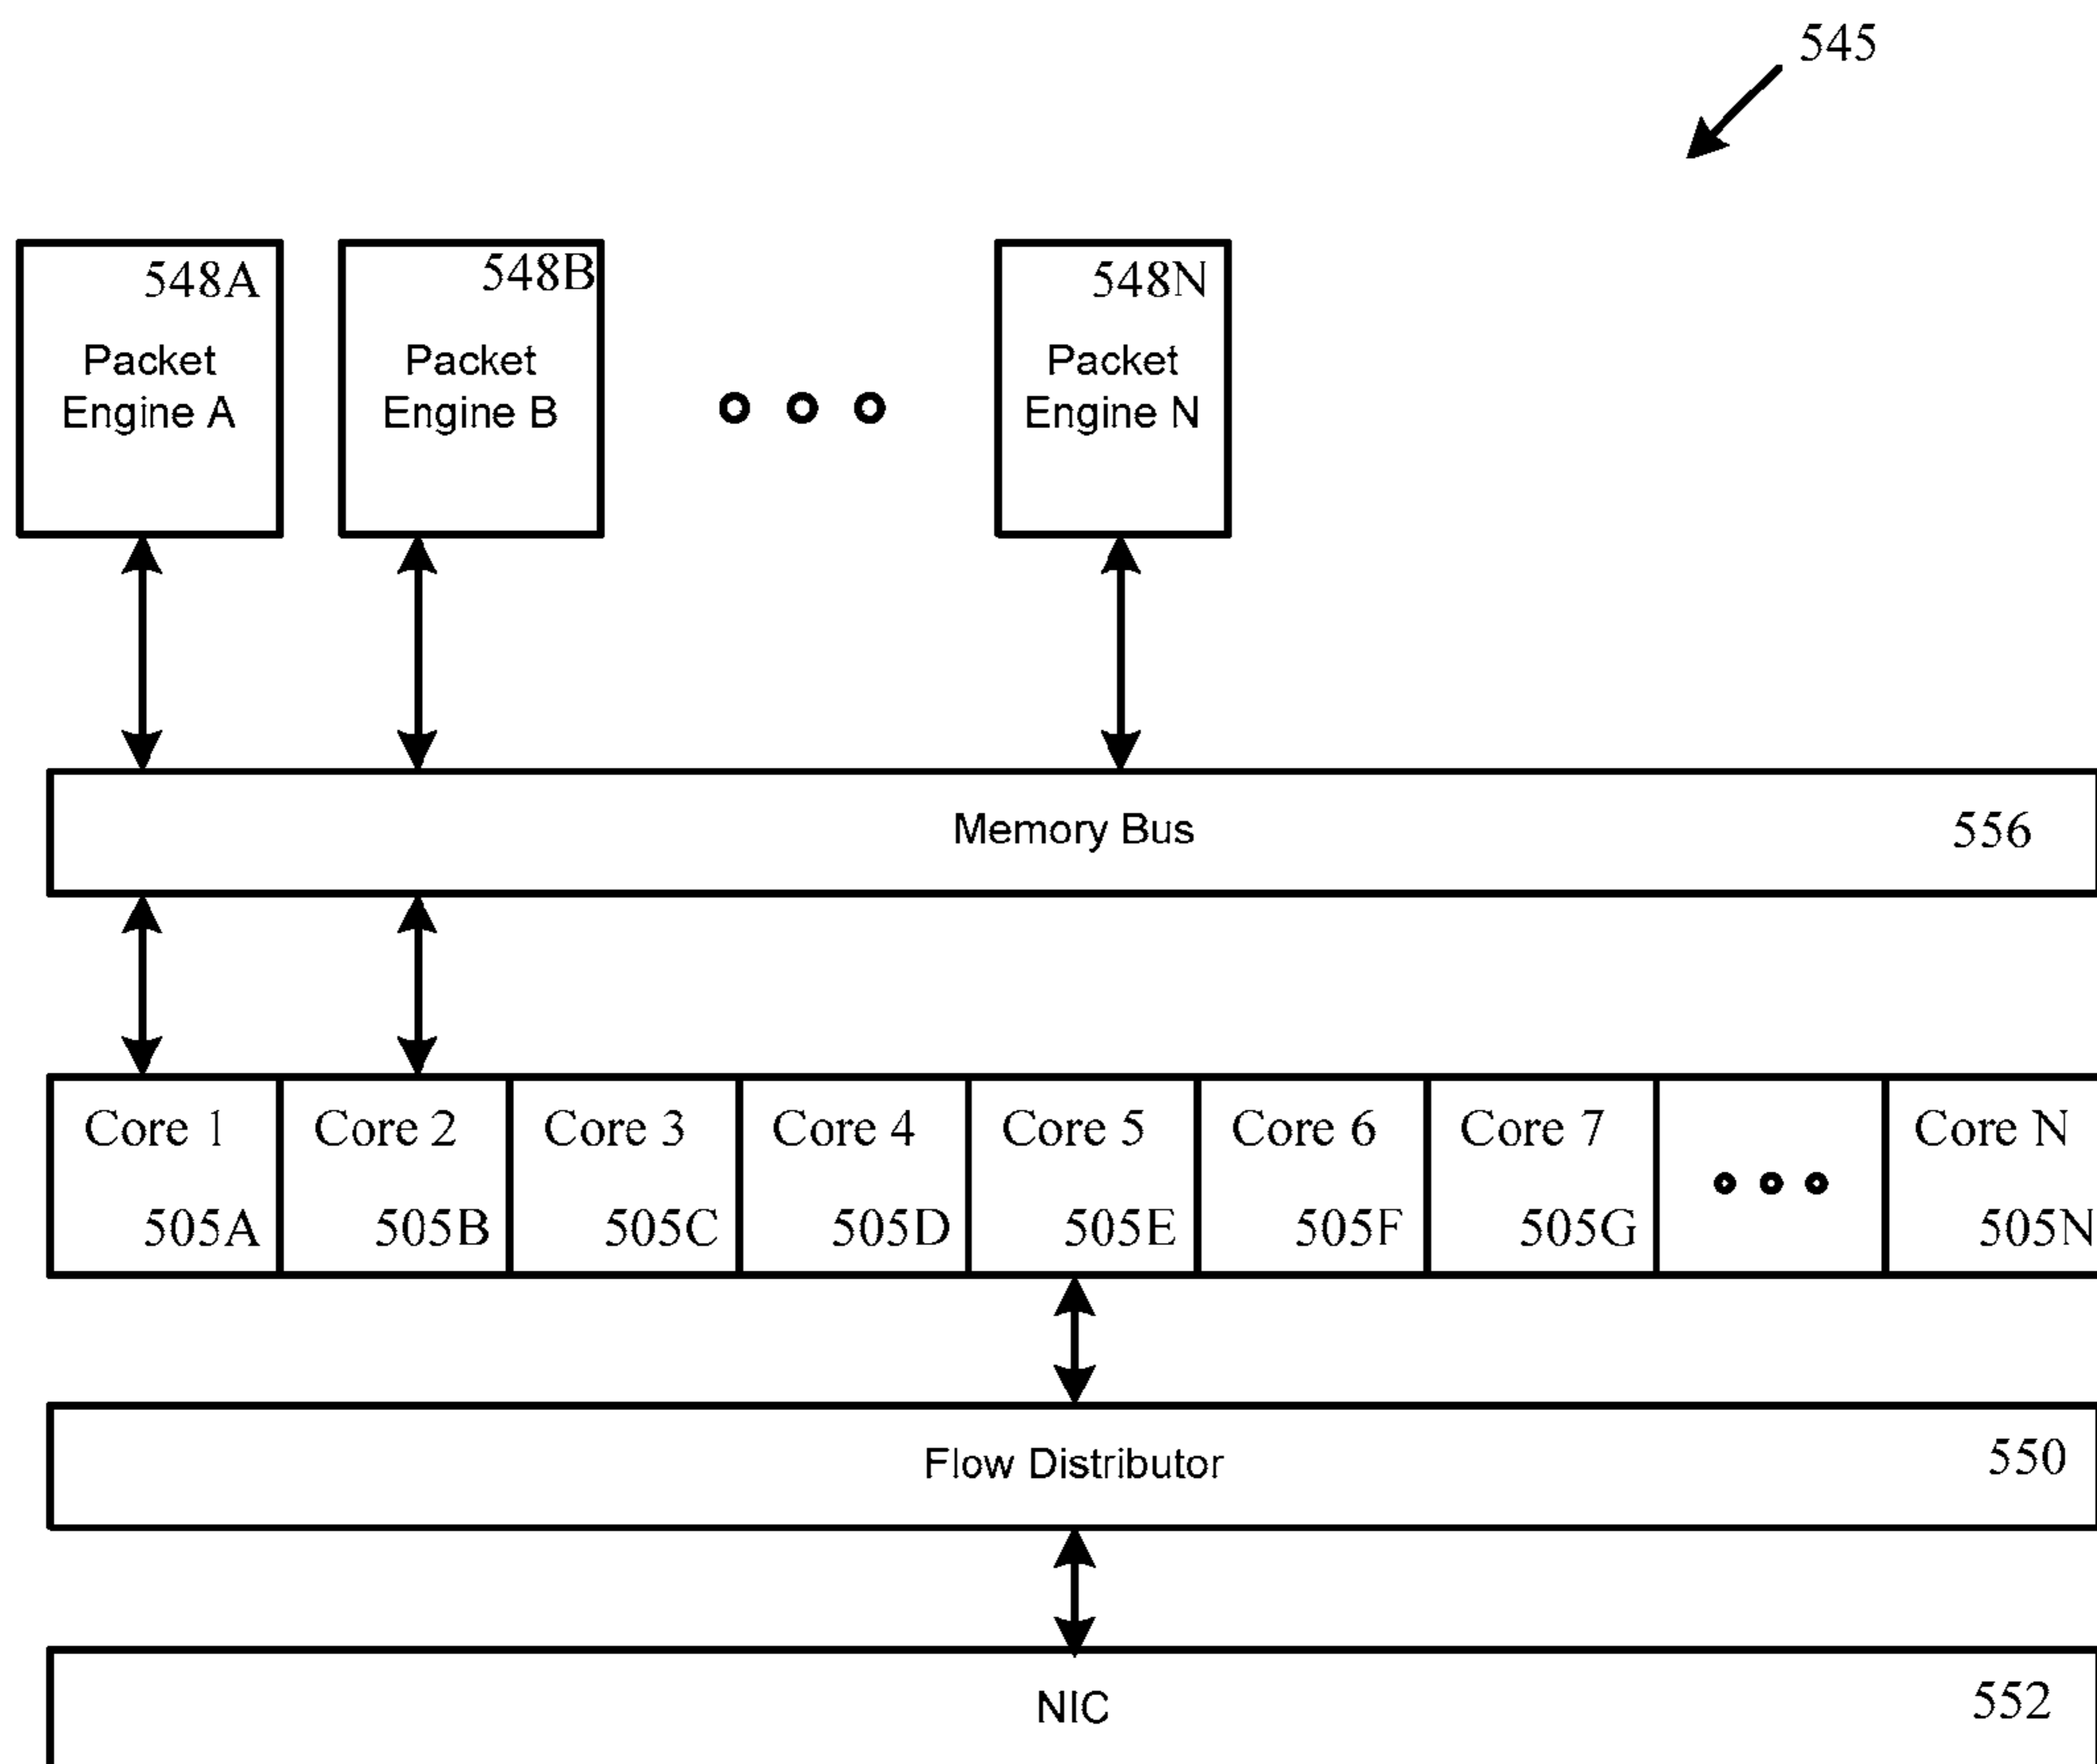 545
548A
Packet
Engine A
548B
Packet
Engine B
548N
Packet
Engine N
Memory Bus 556
Core 1 Core 2 Core 3 Core 4 Core 5 Core 6 Core 7 Core N
505A 505B 505C 505D 505E 505F 505G 505N
Flow Distributor 550
NIC 552